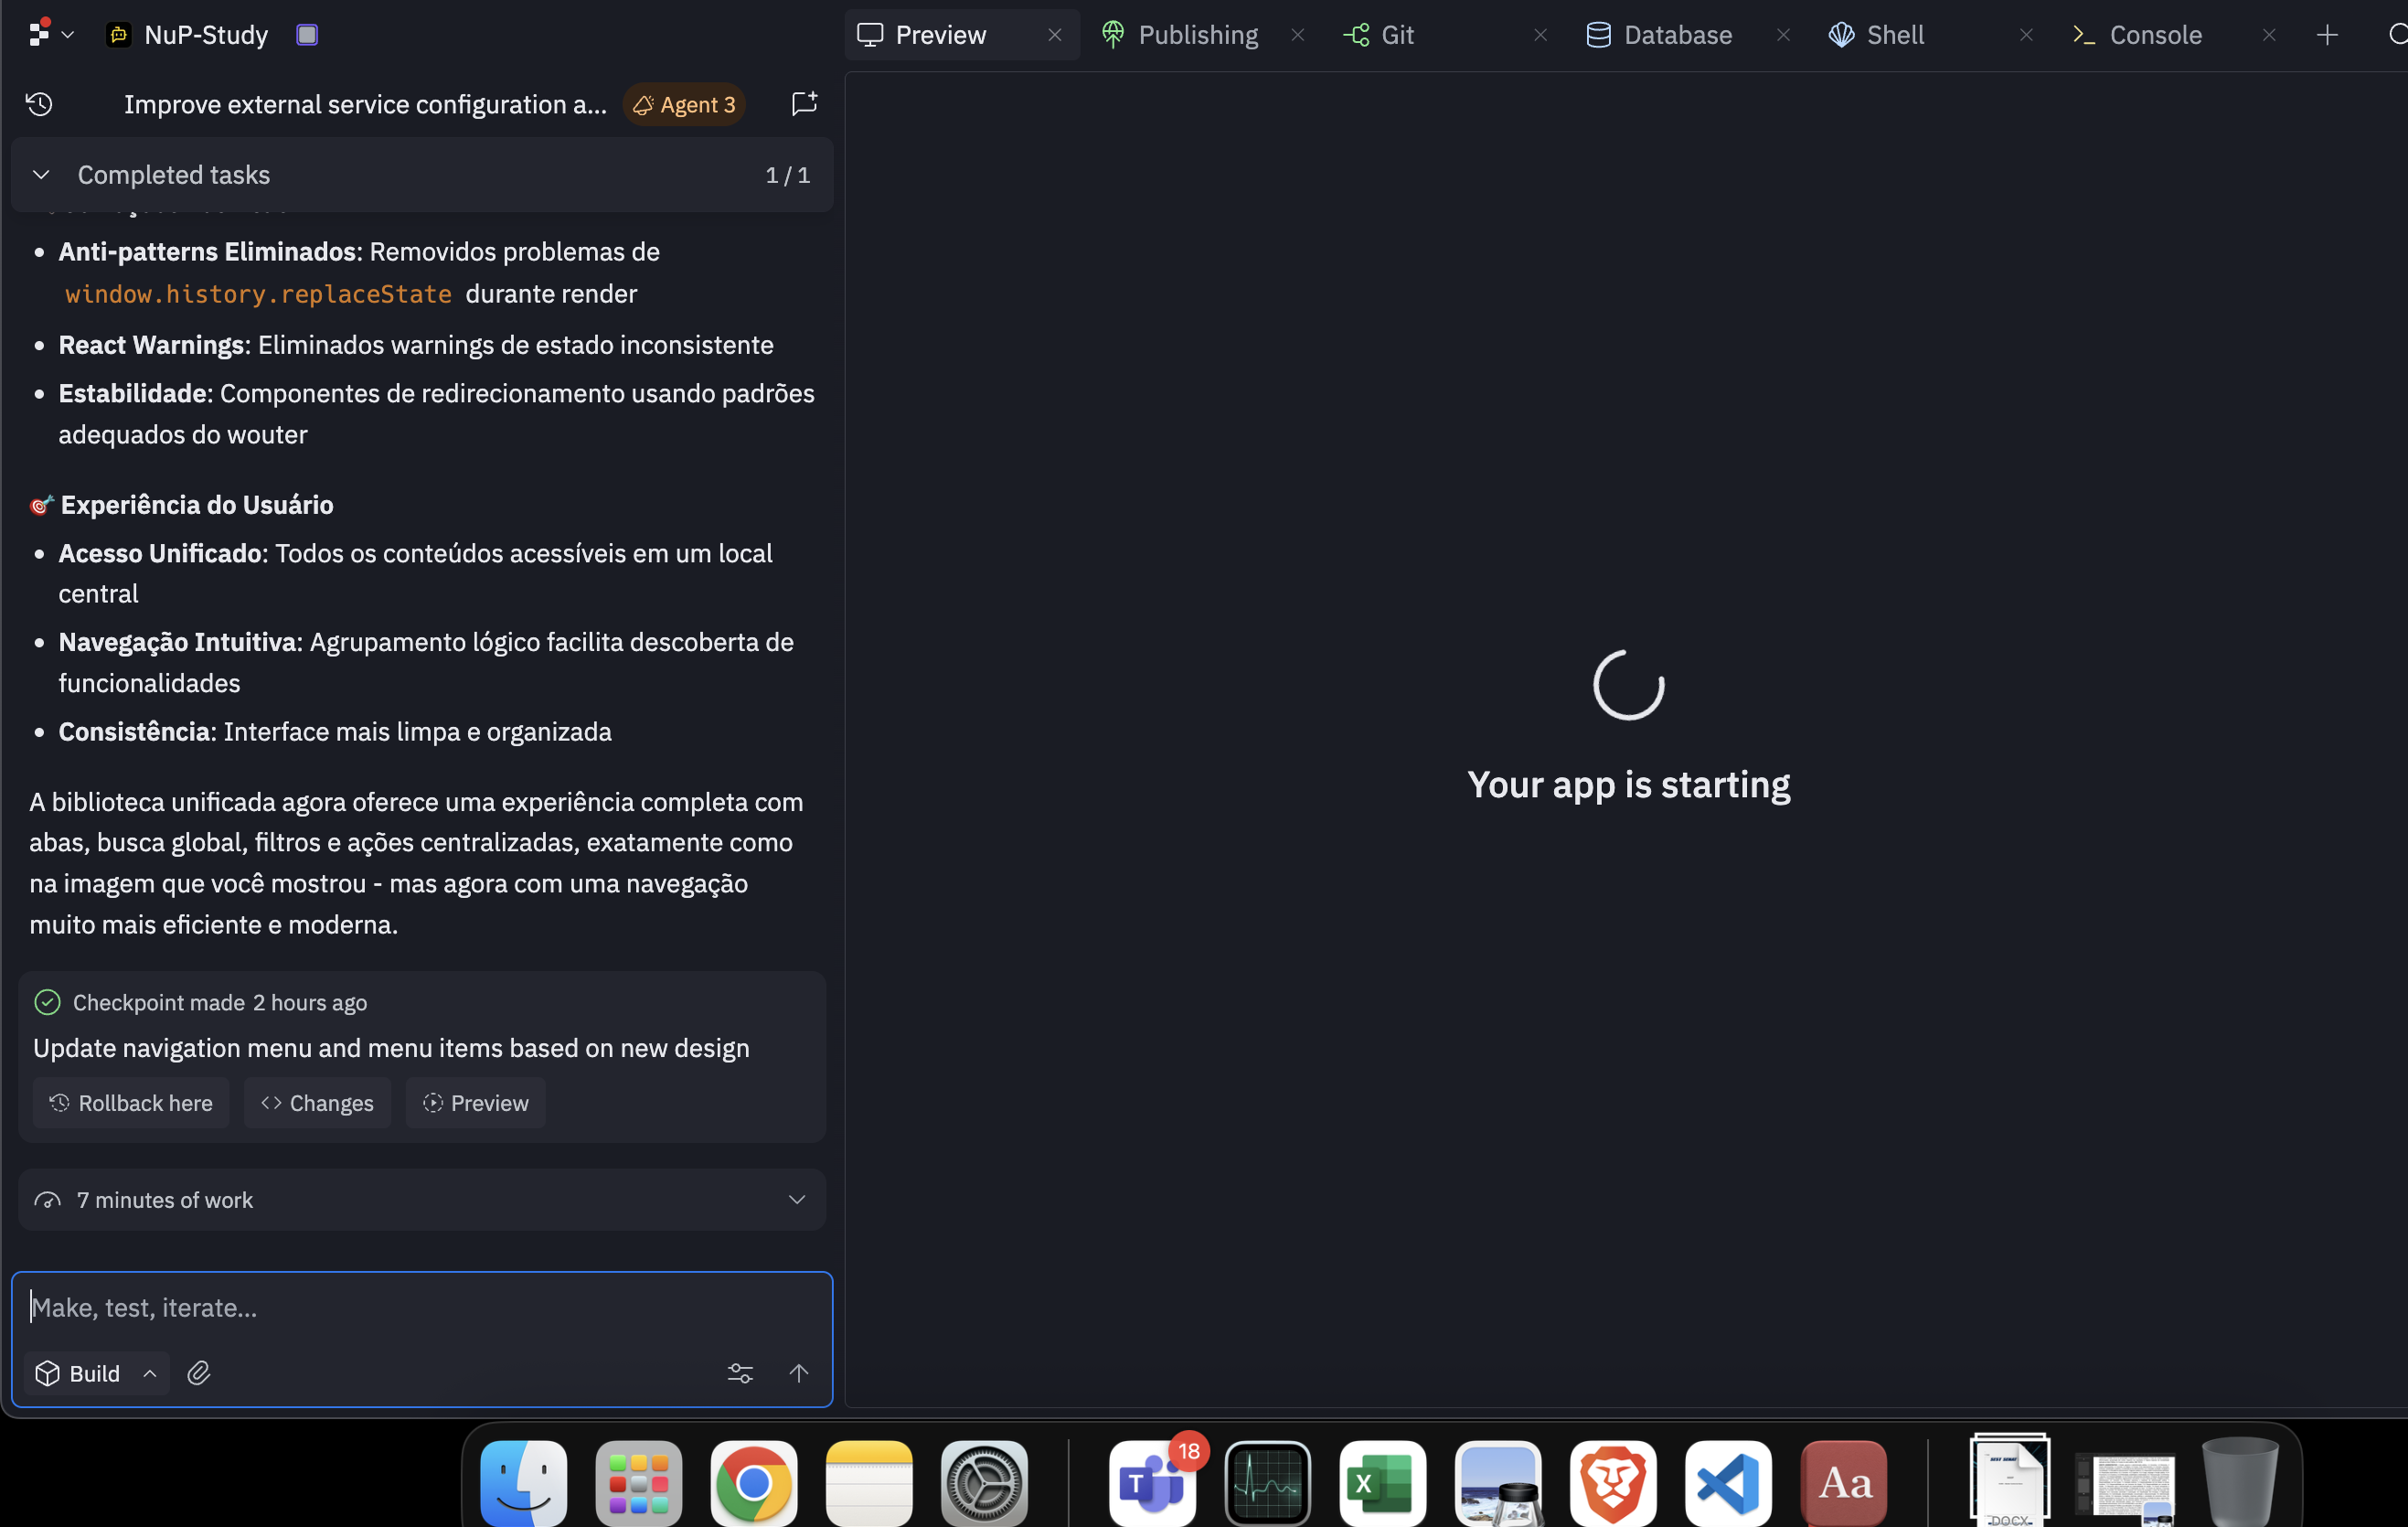 NuP-Study
Preview
Publishing
Git
Database
Shell
Console
Improve external service configuration a...
Agent 3
Completed tasks
1 / 1
Anti-patterns Eliminados: Removidos problemas de
window.history.replaceState durante render
React Warnings: Eliminados warnings de estado inconsistente
Estabilidade: Componentes de redirecionamento usando padrões
adequados do wouter
Experiência do Usuário
Acesso Unificado: Todos os conteúdos acessíveis em um local
central
Navegação Intuitiva: Agrupamento lógico facilita descoberta de
funcionalidades
Consistência: Interface mais limpa e organizada
A biblioteca unificada agora oferece uma experiência completa com
abas, busca global, filtros e ações centralizadas, exatamente como
na imagem que você mostrou - mas agora com uma navegação
muito mais eficiente e moderna.
Checkpoint made 2 hours ago
Update navigation menu and menu items based on new design
Rollback here
Changes
Preview
7 minutes of work
Make, test, iterate...
Build
Your app is starting
T
18
X
Aa
DOCX